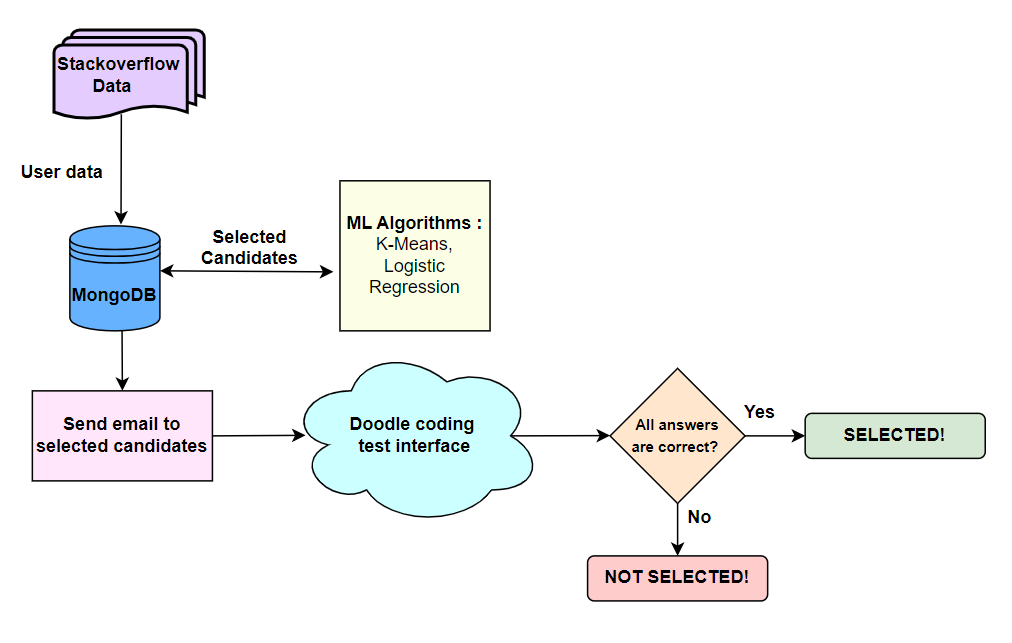 Stackoverflow
Data
User data
MongoDB
Selected
Candidates
ML Algorithms :
K-Means,
Logistic
Regression
Send email to
selected candidates
Doodle coding
test interface
All answers
are correct?
Yes
SELECTED!
No
NOT SELECTED!